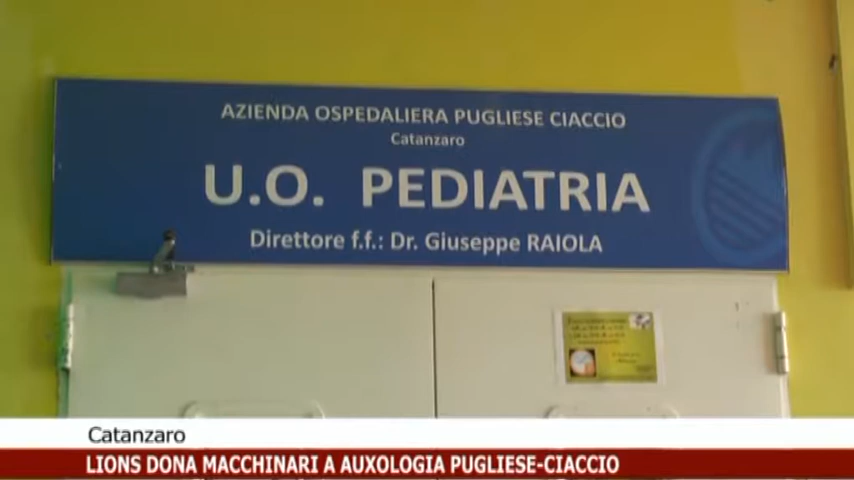 AZIENDA OSPEDALIERA PUGLIESE CIACCIO
Catanzaro
U.O. PEDIATRIA
Direttore f.f.: Dr. Giuseppe RAIOLA
Catanzaro
LIONS DONA MACCHINARI A AUXOLOGIA PUGLIESE-CIACCIO